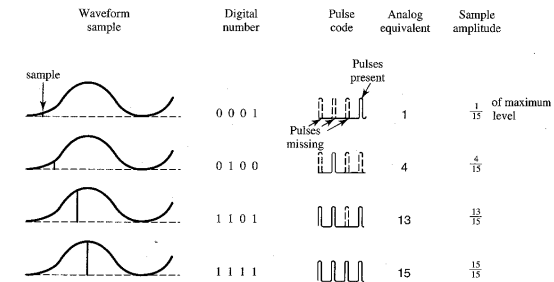 Waveform sample
Digital number
Pulse code
Analog equivalent
Sample amplitude
sample
Pulses present
0 0 0 1
Pulses missing
1
1/15 of maximum level
0 1 0 0
4
4/15
1 1 0 1
13
13/15
1 1 1 1
15
15/15